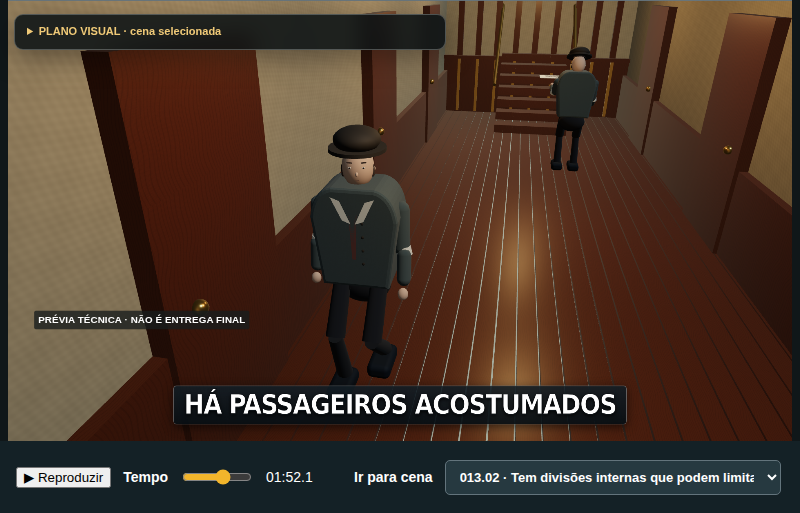 ▶ PLANO VISUAL · cena selecionada
PRÉVIA TÉCNICA · NÃO É ENTREGA FINAL
HÁ PASSAGEIROS ACOSTUMADOS
▶ Reproduzir Tempo 01:52.1 Ir para cena 013.02 · Tem divisões internas que podem limita